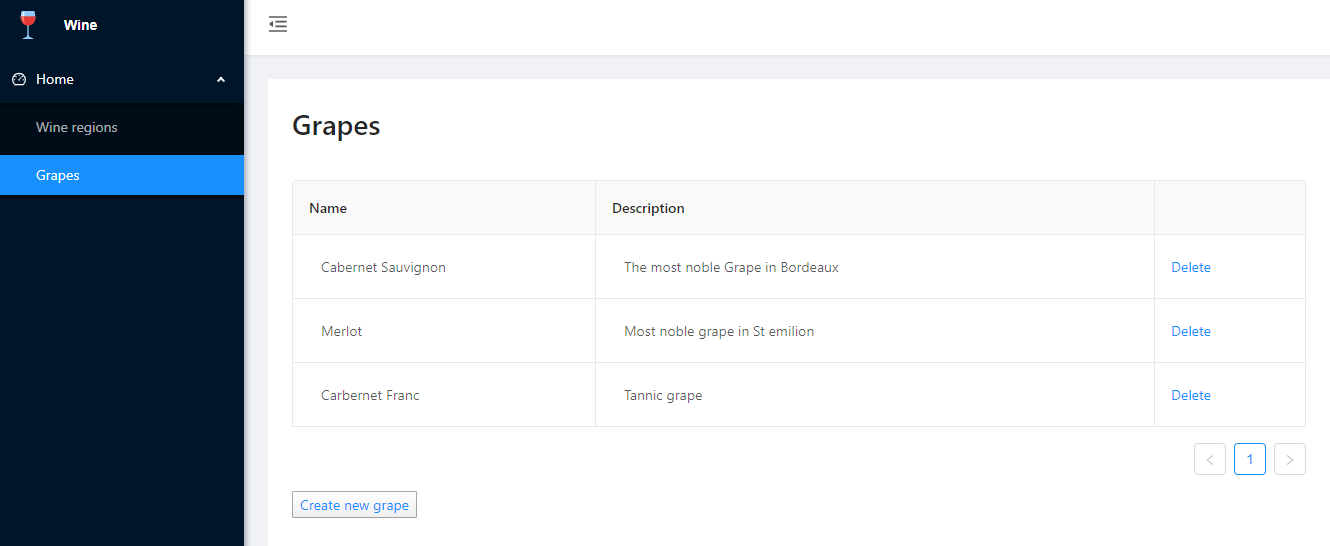 Wine
Home
Wine regions
Grapes
Grapes
Name Description
Cabernet Sauvignon The most noble Grape in Bordeaux Delete
Merlot Most noble grape in St emilion Delete
Carbernet Franc Tannic grape Delete
< 1 >
Create new grape